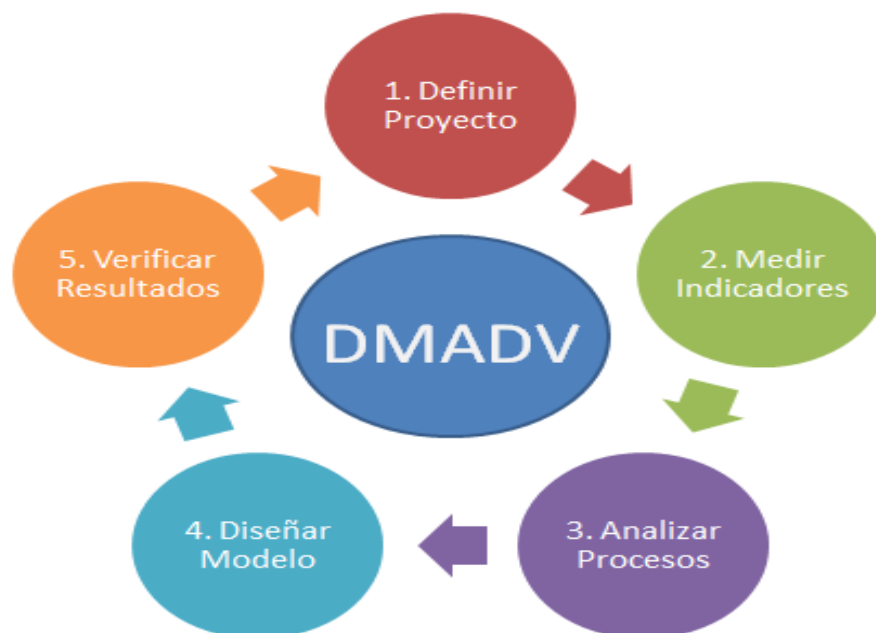 1. Definir
Proyecto
2. Medir
Indicadores
3. Analizar
Procesos
4. Diseñar
Modelo
5. Verificar
Resultados
DMADV